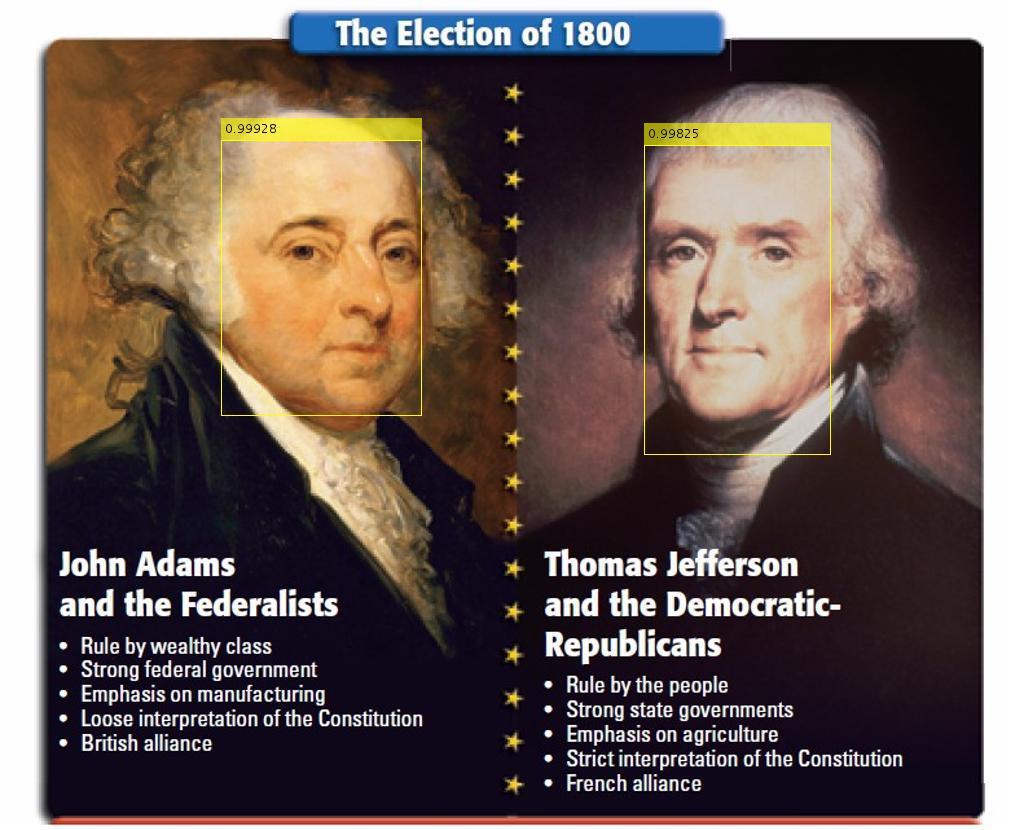 The Election of 1800
0.99928
0.99825
John Adams
and the Federalists
• Rule by wealthy class
• Strong federal government
• Emphasis on manufacturing
• Loose interpretation of the Constitution
• British alliance
Thomas Jefferson
and the Democratic-
Republicans
• Rule by the people
• Strong state governments
• Emphasis on agriculture
• Strict interpretation of the Constitution
• French alliance